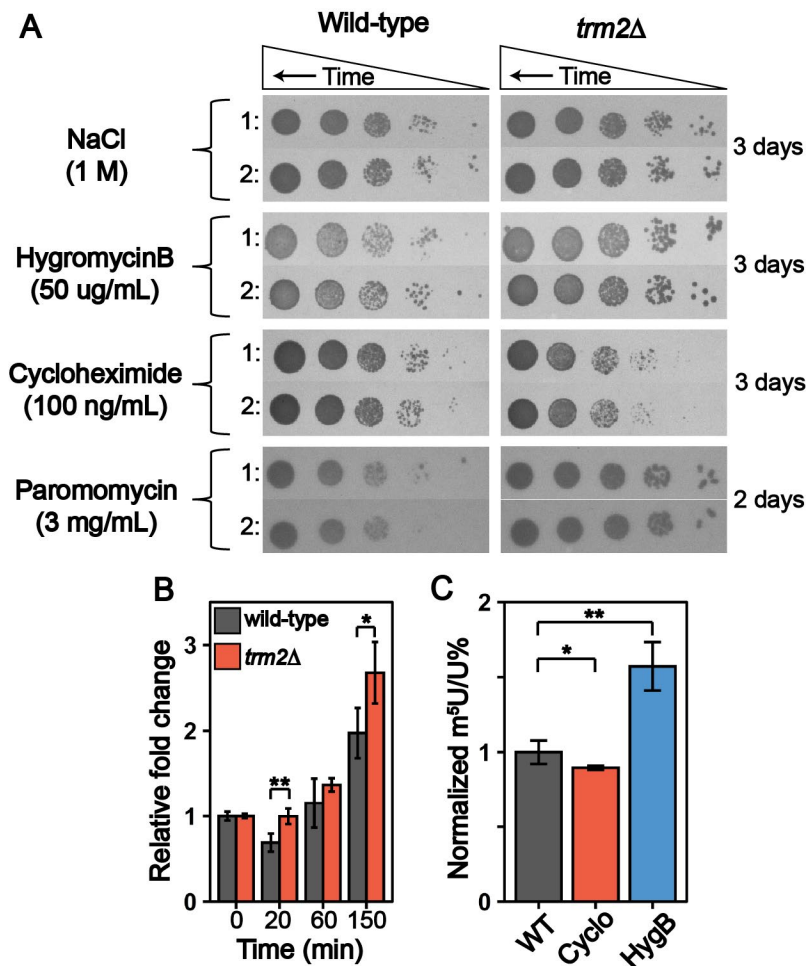 A
Wild-type
trm2Δ
← Time
← Time
NaCl
(1 M)
1:
2:
3 days
HygromycinB
(50 ug/mL)
1:
2:
3 days
Cycloheximide
(100 ng/mL)
1:
2:
3 days
Paromomycin
(3 mg/mL)
1:
2:
2 days
B
wild-type
trm2Δ
Relative fold change
3
2
1
0
**
*
0 20 60 150
Time (min)
C
Normalized m⁵U/U%
2
1
0
**
*
WT Cyclo HygB